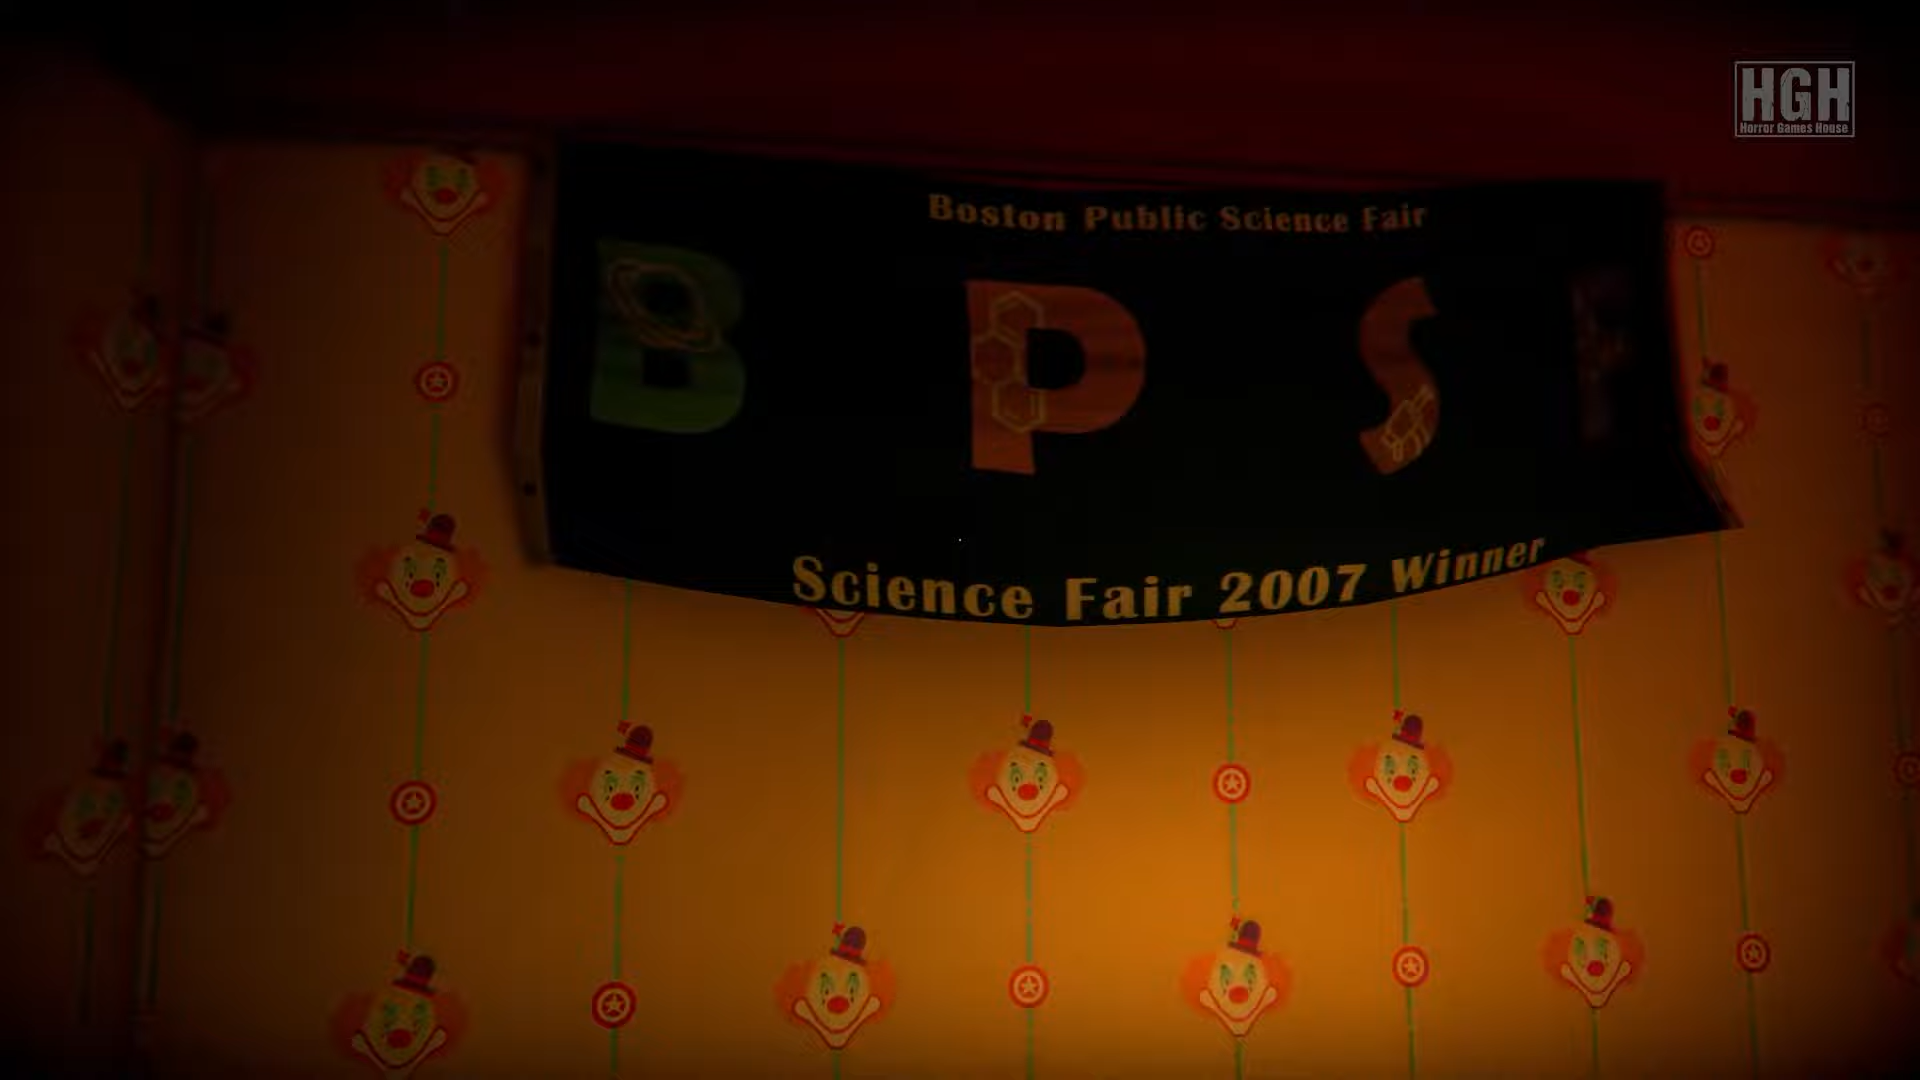 HGH
Horror Games House
Boston Public Science Fair
B P S F
Science Fair 2007 Winner